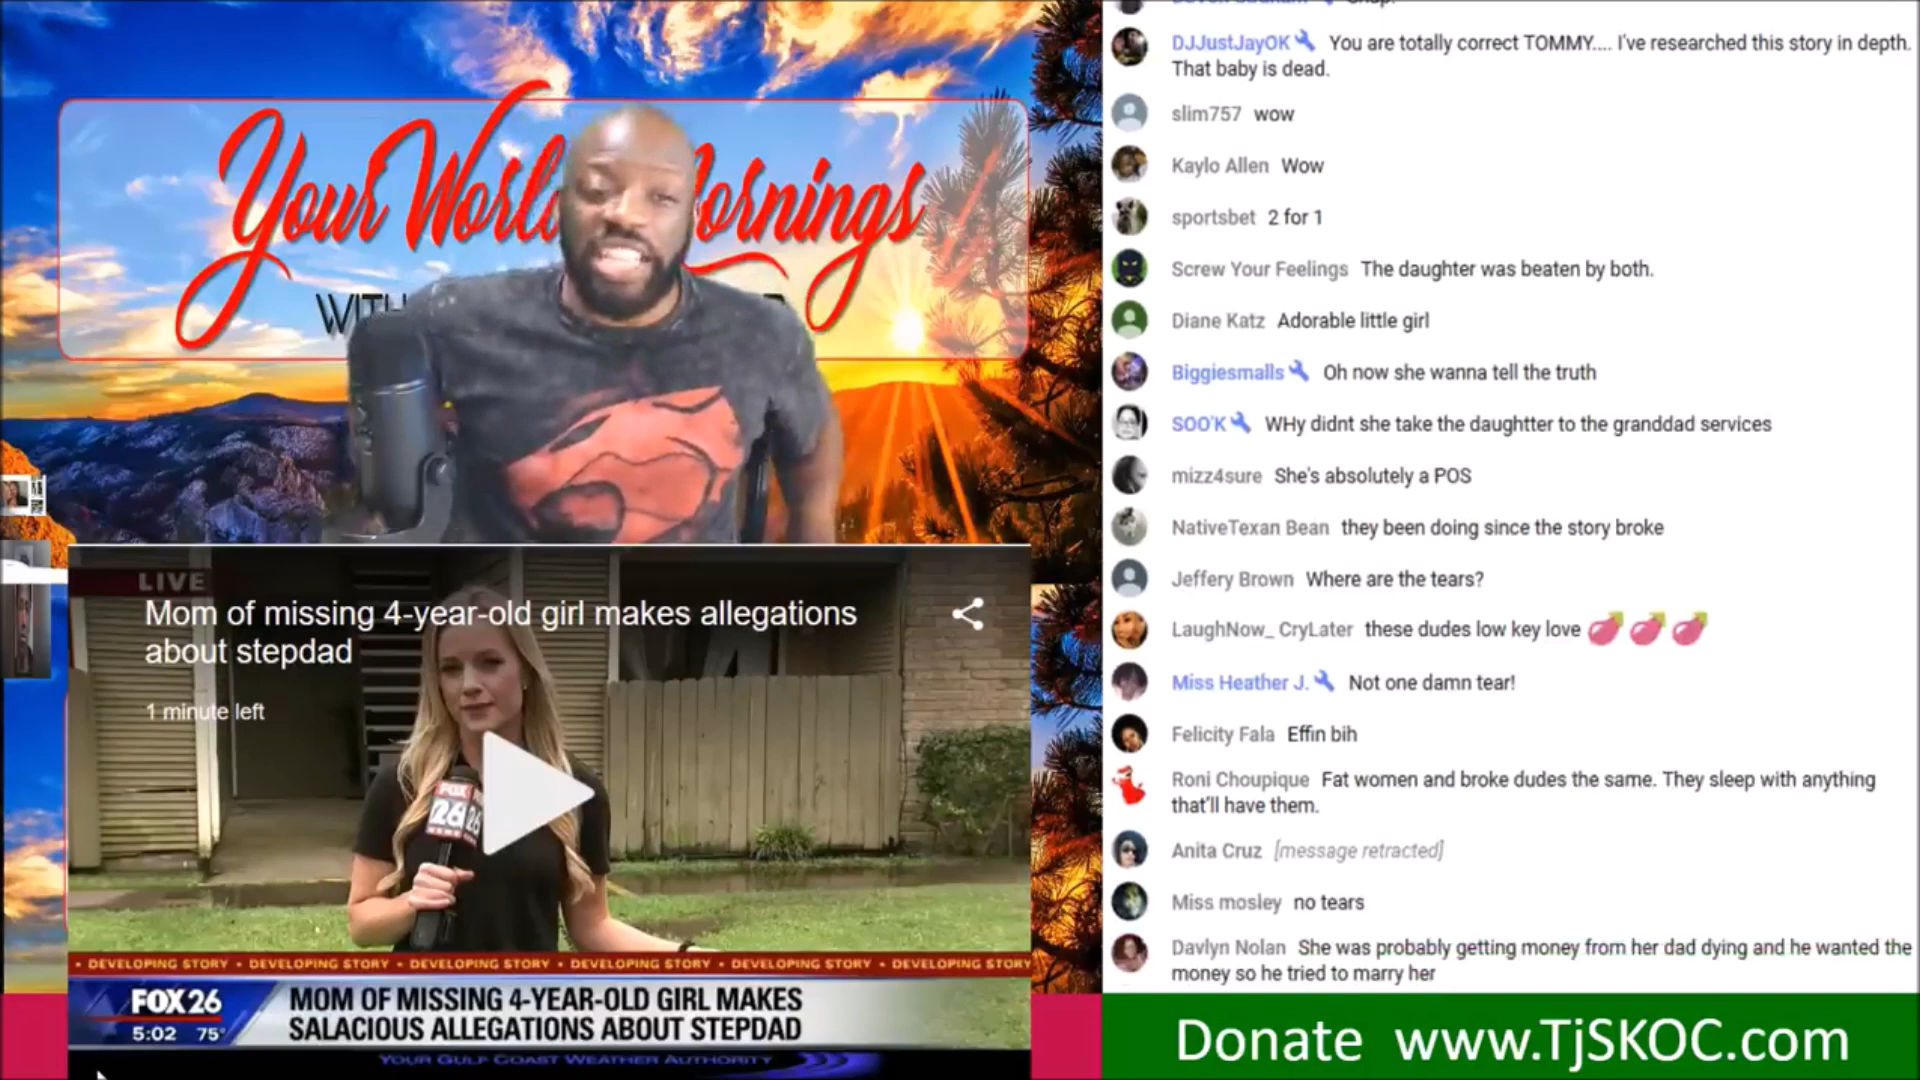 Your World Mornings
WITH
LIVE
Mom of missing 4-year-old girl makes allegations
about stepdad
1 minute left
FOX
26
• DEVELOPING STORY • DEVELOPING STORY • DEVELOPING STORY • DEVELOPING STORY • DEVELOPING STORY • DEVELOPING STORY
FOX 26
5:02 75°
MOM OF MISSING 4-YEAR-OLD GIRL MAKES
SALACIOUS ALLEGATIONS ABOUT STEPDAD
YOUR GULF COAST WEATHER AUTHORITY
DJJustJayOK You are totally correct TOMMY.... I've researched this story in depth.
That baby is dead.
slim757 wow
Kaylo Allen Wow
sportsbet 2 for 1
Screw Your Feelings The daughter was beaten by both.
Diane Katz Adorable little girl
Biggiesmalls Oh now she wanna tell the truth
SOO'K WHy didnt she take the daughtter to the granddad services
mizz4sure She's absolutely a POS
NativeTexan Bean they been doing since the story broke
Jeffery Brown Where are the tears?
LaughNow_ CryLater these dudes low key love
Miss Heather J. Not one damn tear!
Felicity Fala Effin bih
Roni Choupique Fat women and broke dudes the same. They sleep with anything
that'll have them.
Anita Cruz [message retracted]
Miss mosley no tears
Davlyn Nolan She was probably getting money from her dad dying and he wanted the
money so he tried to marry her
Donate www.TjSKOC.com